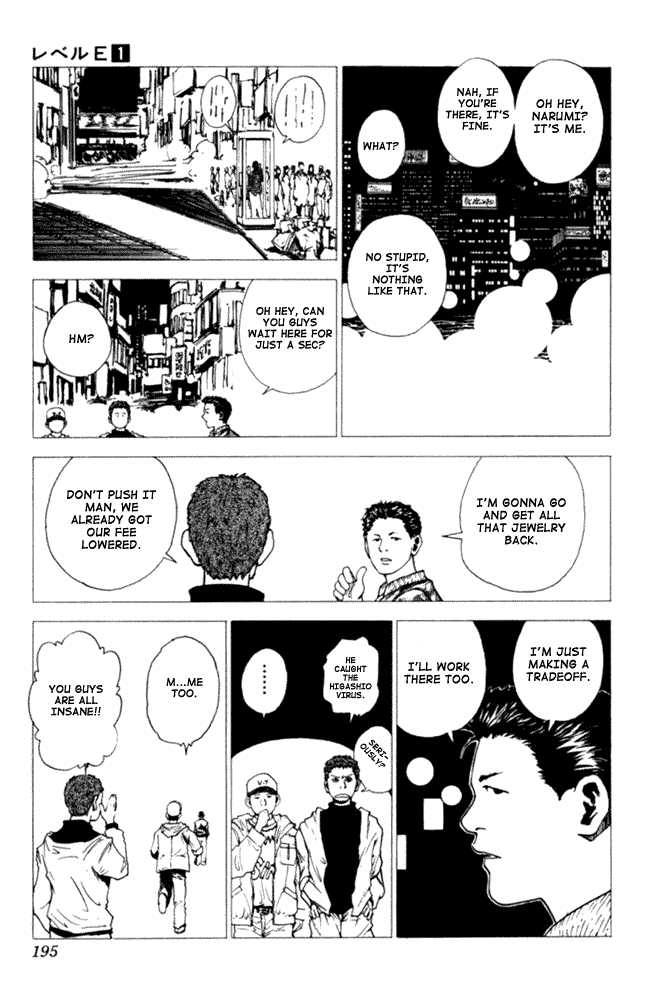 レベルE 1
OH HEY,
NARUMI?
IT'S ME.
NAH, IF
YOU'RE
THERE, IT'S
FINE.
WHAT?
NO STUPID,
IT'S
NOTHING
LIKE THAT.
OH HEY, CAN
YOU GUYS
WAIT HERE FOR
JUST A SEC?
HM?
I'M GONNA GO
AND GET ALL
THAT JEWELRY
BACK.
DON'T PUSH IT
MAN, WE
ALREADY GOT
OUR FEE
LOWERED.
I'M JUST
MAKING A
TRADEOFF.
I'LL WORK
THERE TOO.
HE
CAUGHT
THE
HIGASHIO
VIRUS.
SERI-
OUSLY?
......
M...ME
TOO.
YOU GUYS
ARE ALL
INSANE!!
195